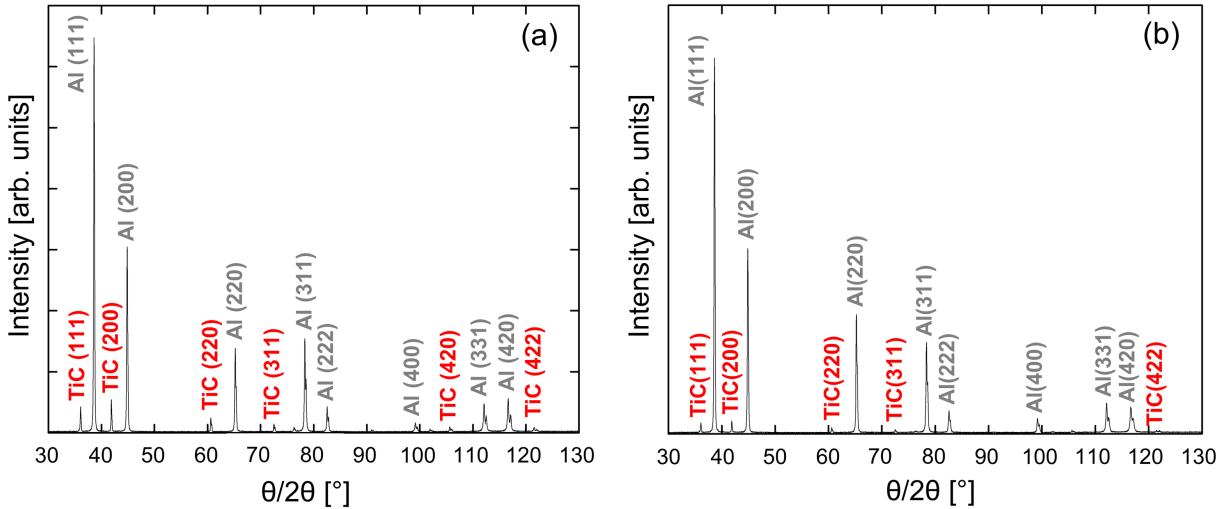 (a)
Intensity [arb. units]
TiC (111)
Al (111)
TiC (200)
Al (200)
TiC (220)
Al (220)
TiC (311)
Al (311)
Al (222)
Al (400)
TiC (420)
Al (331)
Al (420)
TiC (422)
30 40 50 60 70 80 90 100 110 120 130
θ/2θ [°]
(b)
Intensity [arb. units]
TiC(111)
Al(111)
TiC(200)
Al(200)
TiC(220)
Al(220)
TiC(311)
Al(311)
Al(222)
Al(400)
Al(331)
Al(420)
TiC(422)
30 40 50 60 70 80 90 100 110 120 130
θ/2θ [°]